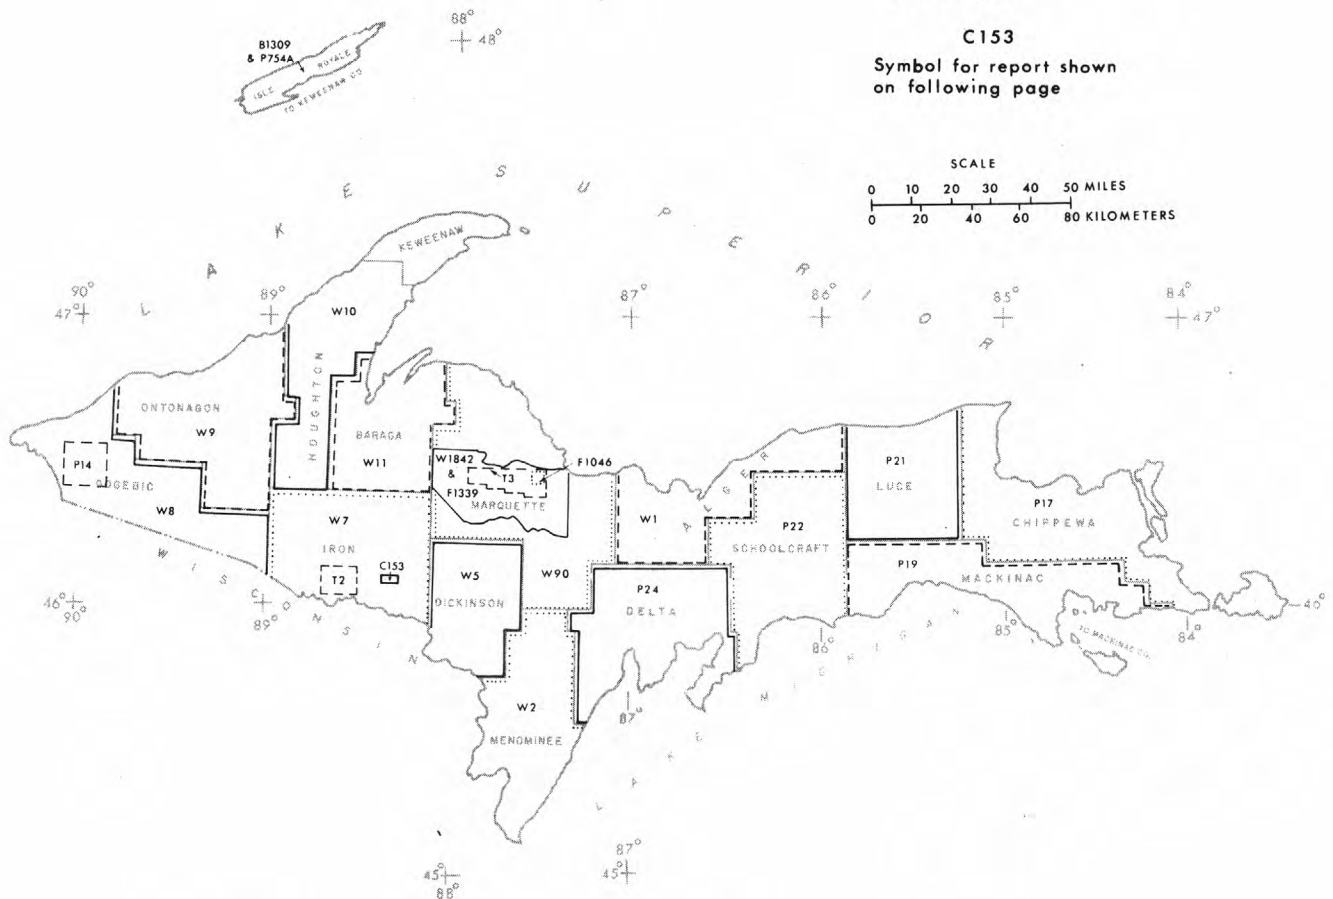 88°
48°
C153
Symbol for report shown
on following page
B1309
& P754A
ISLE ROYALE
TO KEWEENAW CO
SCALE
0 10 20 30 40 50 MILES
0 20 40 60 80 KILOMETERS
LAKE SUPERIOR
KEWEENAW
90°
47°
89°
87°
86°
85°
84°
47°
W10
HOUGHTON
ONTONAGON
W9
BARAGA
W11
P14
GOGEBIC
W8
W1842
&
F1339
T3
F1046
MARQUETTE
W1
ALGER
P21
LUCE
P17
CHIPPEWA
W7
IRON
T2
C153
W5
DICKINSON
W90
P22
SCHOOLCRAFT
P24
DELTA
P19
MACKINAC
WISCONSIN
46°
90°
89°
86°
85°
84°
TO MACKINAC CO.
LAKE MICHIGAN
W2
MENOMINEE
87°
45°
88°
87°
45°